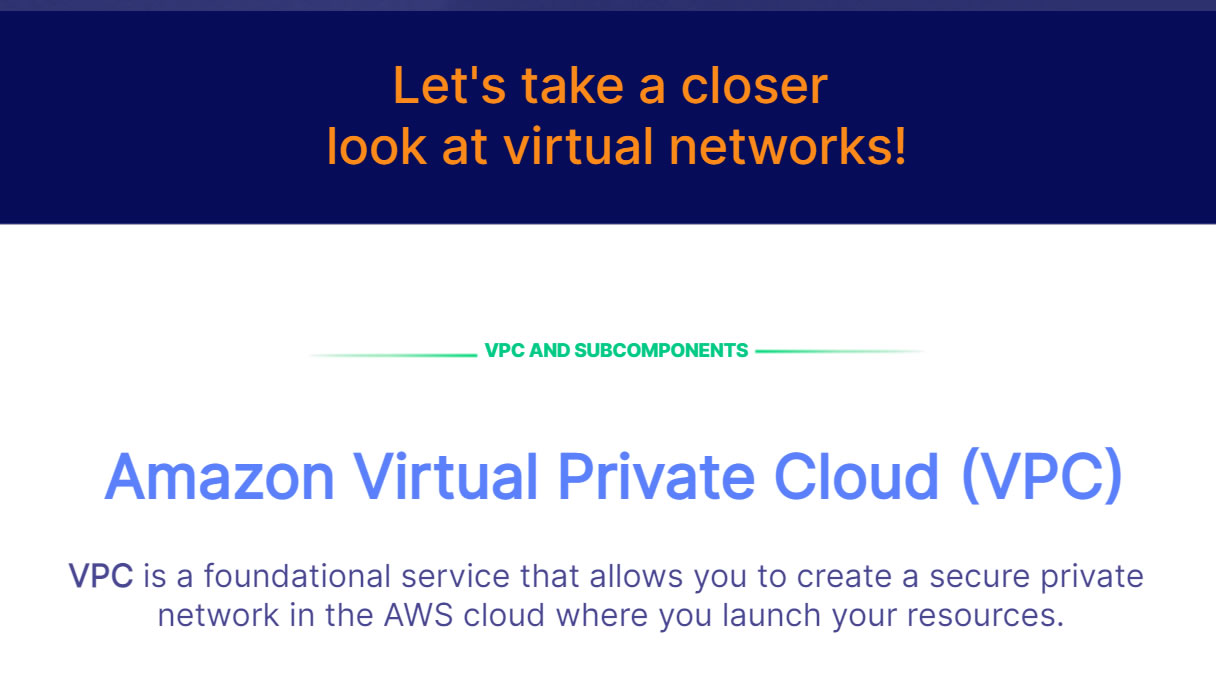 Let's take a closer
look at virtual networks!
VPC AND SUBCOMPONENTS
Amazon Virtual Private Cloud (VPC)
VPC is a foundational service that allows you to create a secure private
network in the AWS cloud where you launch your resources.